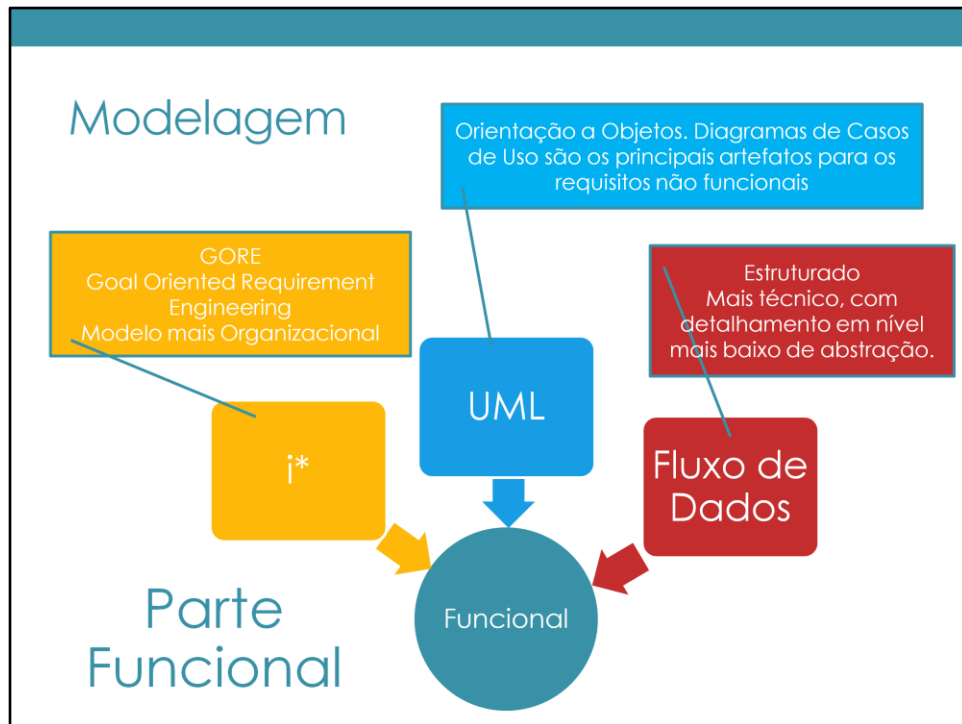 Modelagem
Orientação a Objetos. Diagramas de Casos
de Uso são os principais artefatos para os
requisitos não funcionais
GORE
Goal Oriented Requirement
Engineering
Modelo mais Organizacional
Estruturado
Mais técnico, com
detalhamento em nível
mais baixo de abstração.
UML
i*
Fluxo de
Dados
Funcional
Parte
Funcional